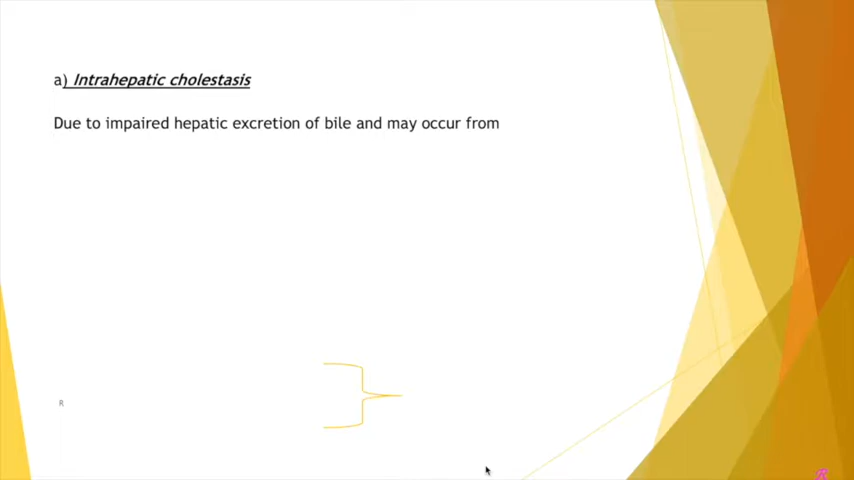 a) Intrahepatic cholestasis
Due to impaired hepatic excretion of bile and may occur from
R
R